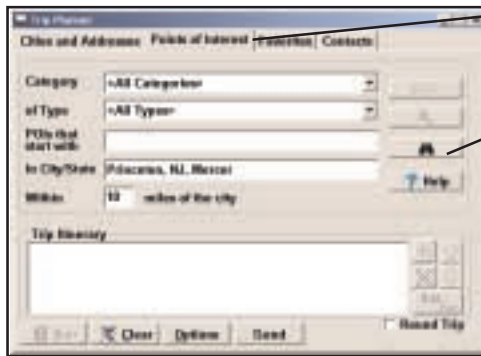 Trip Planner
Cities and Addresses Points of Interest Favorites Contacts
Category <All Categories>
of Type <All Types>
POIs that
start with
In City/State Princeton, NJ, Mercer
Within 10 miles of the city
Help
Trip Itinerary
Clear Options Send
Round Trip